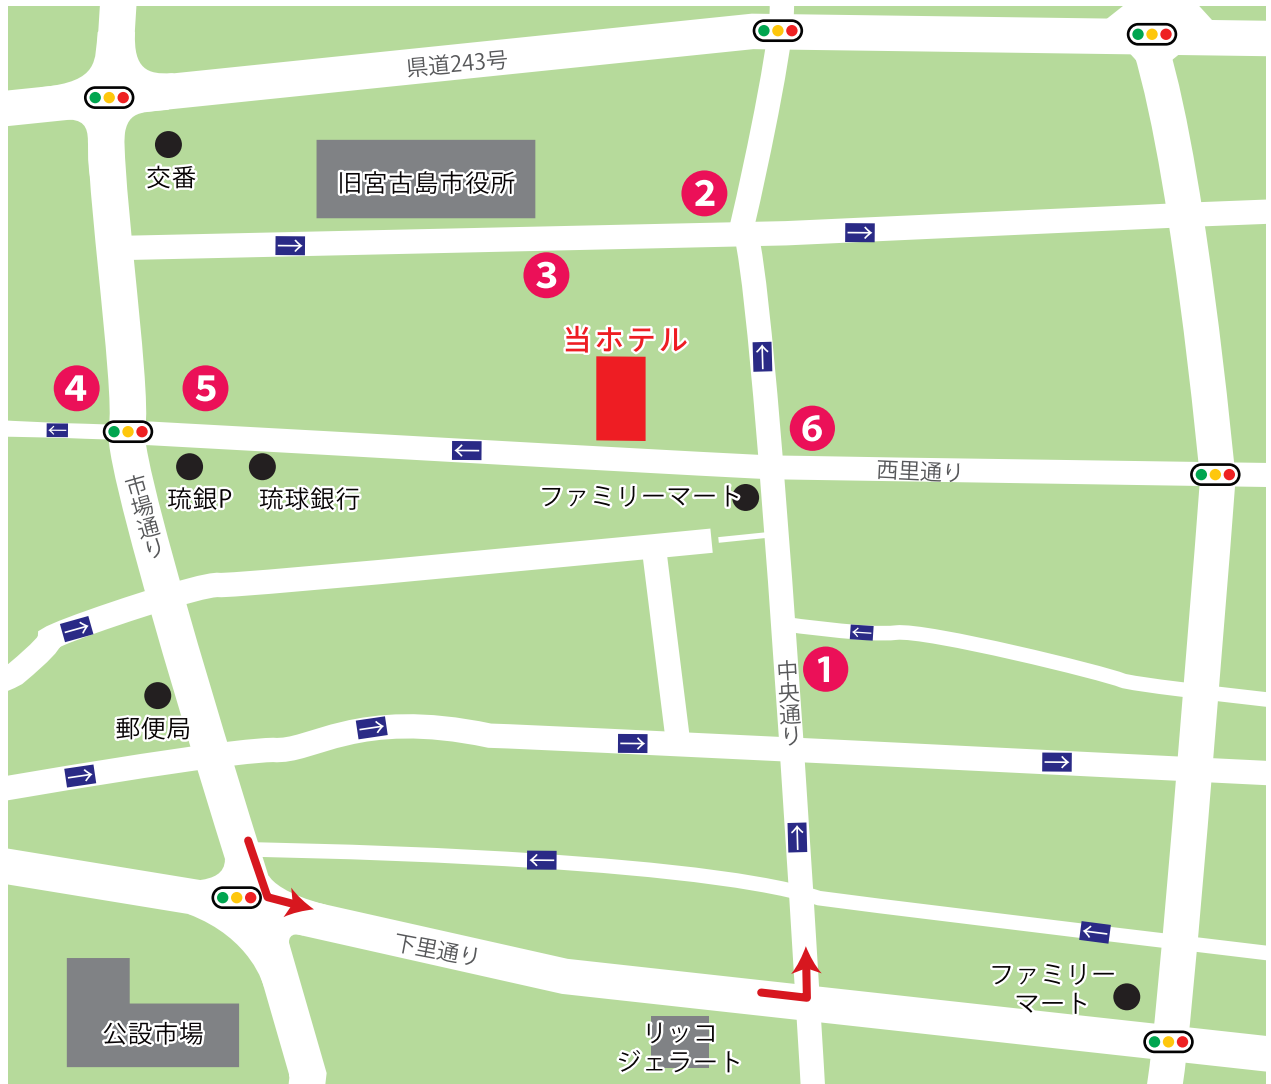 県道243号
交番
旧宮古島市役所
2
3
当ホテル
4
5
6
西里通り
琉銀P
琉球銀行
ファミリーマート
市場通り
1
中央通り
郵便局
下里通り
ファミリー
マート
公設市場
リッコ
ジェラート